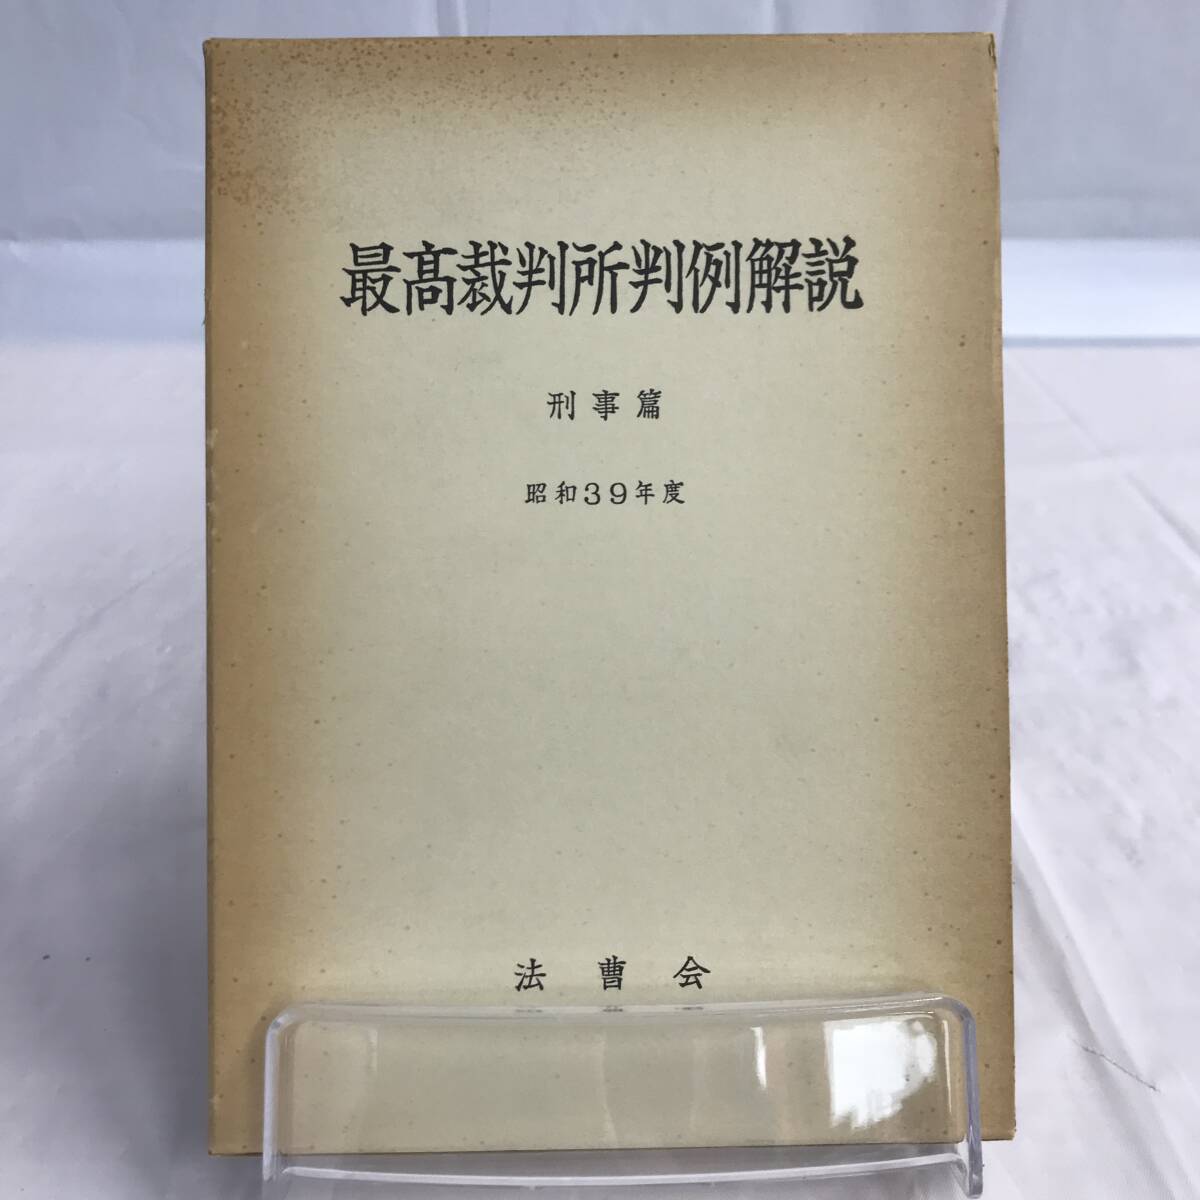 最高裁判所判例解説
刑事篇
昭和39年度
法曹会